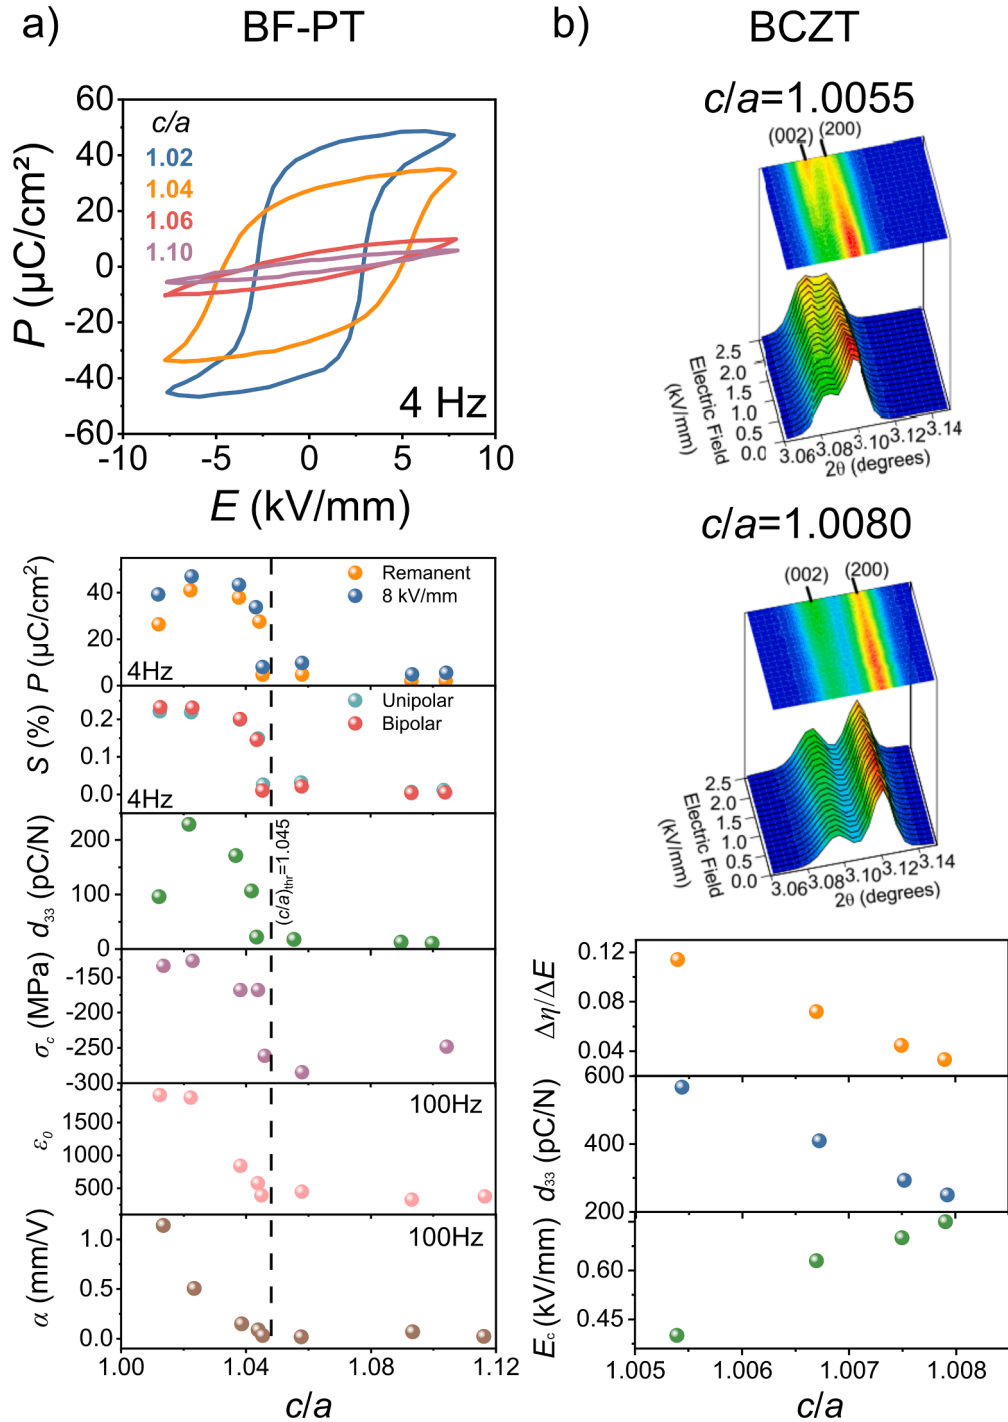 a)
BF-PT
60
40
20
0
-20
-40
-60
P (µC/cm²)
c/a
1.02
1.04
1.06
1.10
4 Hz
-10
-5
0
5
10
E (kV/mm)
P (µC/cm²)
40
20
0
Remanent
8 kV/mm
4Hz
S (%)
0.2
0.1
0.0
Unipolar
Bipolar
4Hz
d₃₃ (pC/N)
200
100
0
(c/a)thr=1.045
σc (MPa)
-150
-200
-250
-300
ε₀
1500
1000
500
100Hz
α (mm/V)
1.0
0.5
0.0
100Hz
1.00
1.04
1.08
1.12
c/a
b)
BCZT
c/a=1.0055
(002)
(200)
2.5
2.0
1.5
1.0
0.5
0.0
Electric Field
(kV/mm)
3.06
3.08
3.10
3.12
3.14
2θ (degrees)
c/a=1.0080
(002)
(200)
2.5
2.0
1.5
1.0
0.5
0.0
Electric Field
(kV/mm)
3.06
3.08
3.10
3.12
3.14
2θ (degrees)
Δη/ΔE
0.12
0.08
0.04
d₃₃ (pC/N)
600
400
200
Ec (kV/mm)
0.60
0.45
1.005
1.006
1.007
1.008
c/a